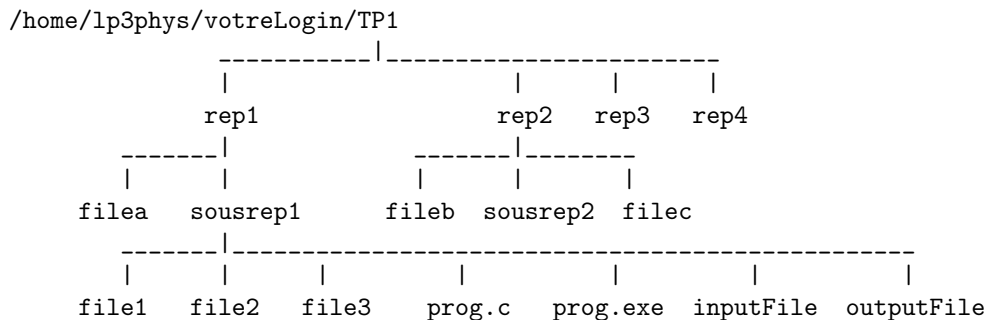 /home/lp3phys/votreLogin/TP1
rep1 rep2 rep3 rep4
filea sousrep1 fileb sousrep2 filec
file1 file2 file3 prog.c prog.exe inputFile outputFile